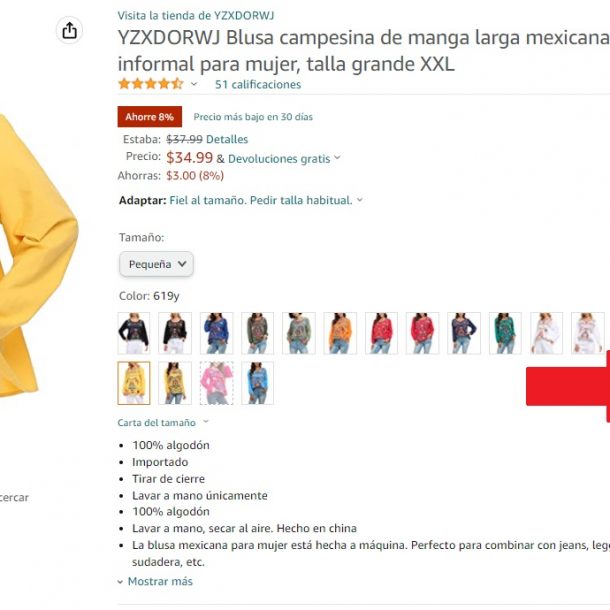 Visita la tienda de YZXDORWJ
YZXDORWJ Blusa campesina de manga larga mexicana
informal para mujer, talla grande XXL
51 calificaciones
Ahorre 8% Precio más bajo en 30 días
Estaba: $37.99 Detalles
Precio: $34.99 & Devoluciones gratis
Ahorras: $3.00 (8%)
Adaptar: Fiel al tamaño. Pedir talla habitual.
Tamaño:
Pequeña
Color: 619y
Carta del tamaño
• 100% algodón
• Importado
• Tirar de cierre
• Lavar a mano únicamente
• 100% algodón
• Lavar a mano, secar al aire. Hecho en china
• La blusa mexicana para mujer está hecha a máquina. Perfecto para combinar con jeans, leg
sudadera, etc.
Mostrar más
cercar